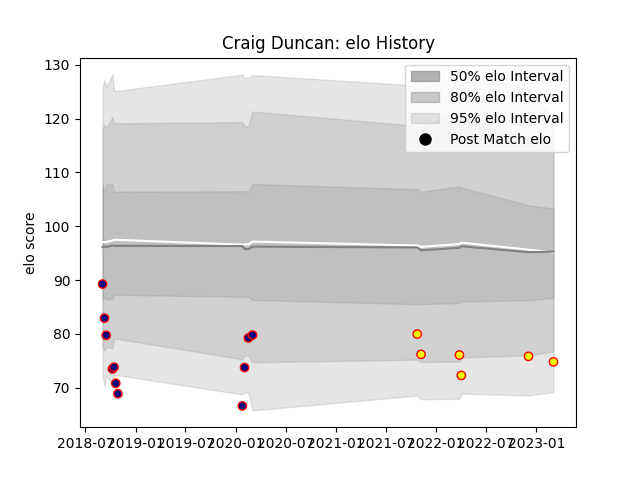 Craig Duncan: elo History
130
120
110
100
90
80
70
elo score
50% elo Interval
80% elo Interval
95% elo Interval
Post Match elo
2018-07 2019-01 2019-07 2020-01 2020-07 2021-01 2021-07 2022-01 2022-07 2023-01